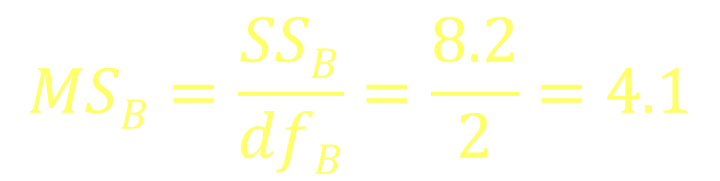 MS_B = SS_B / df_B = 8.2 / 2 = 4.1